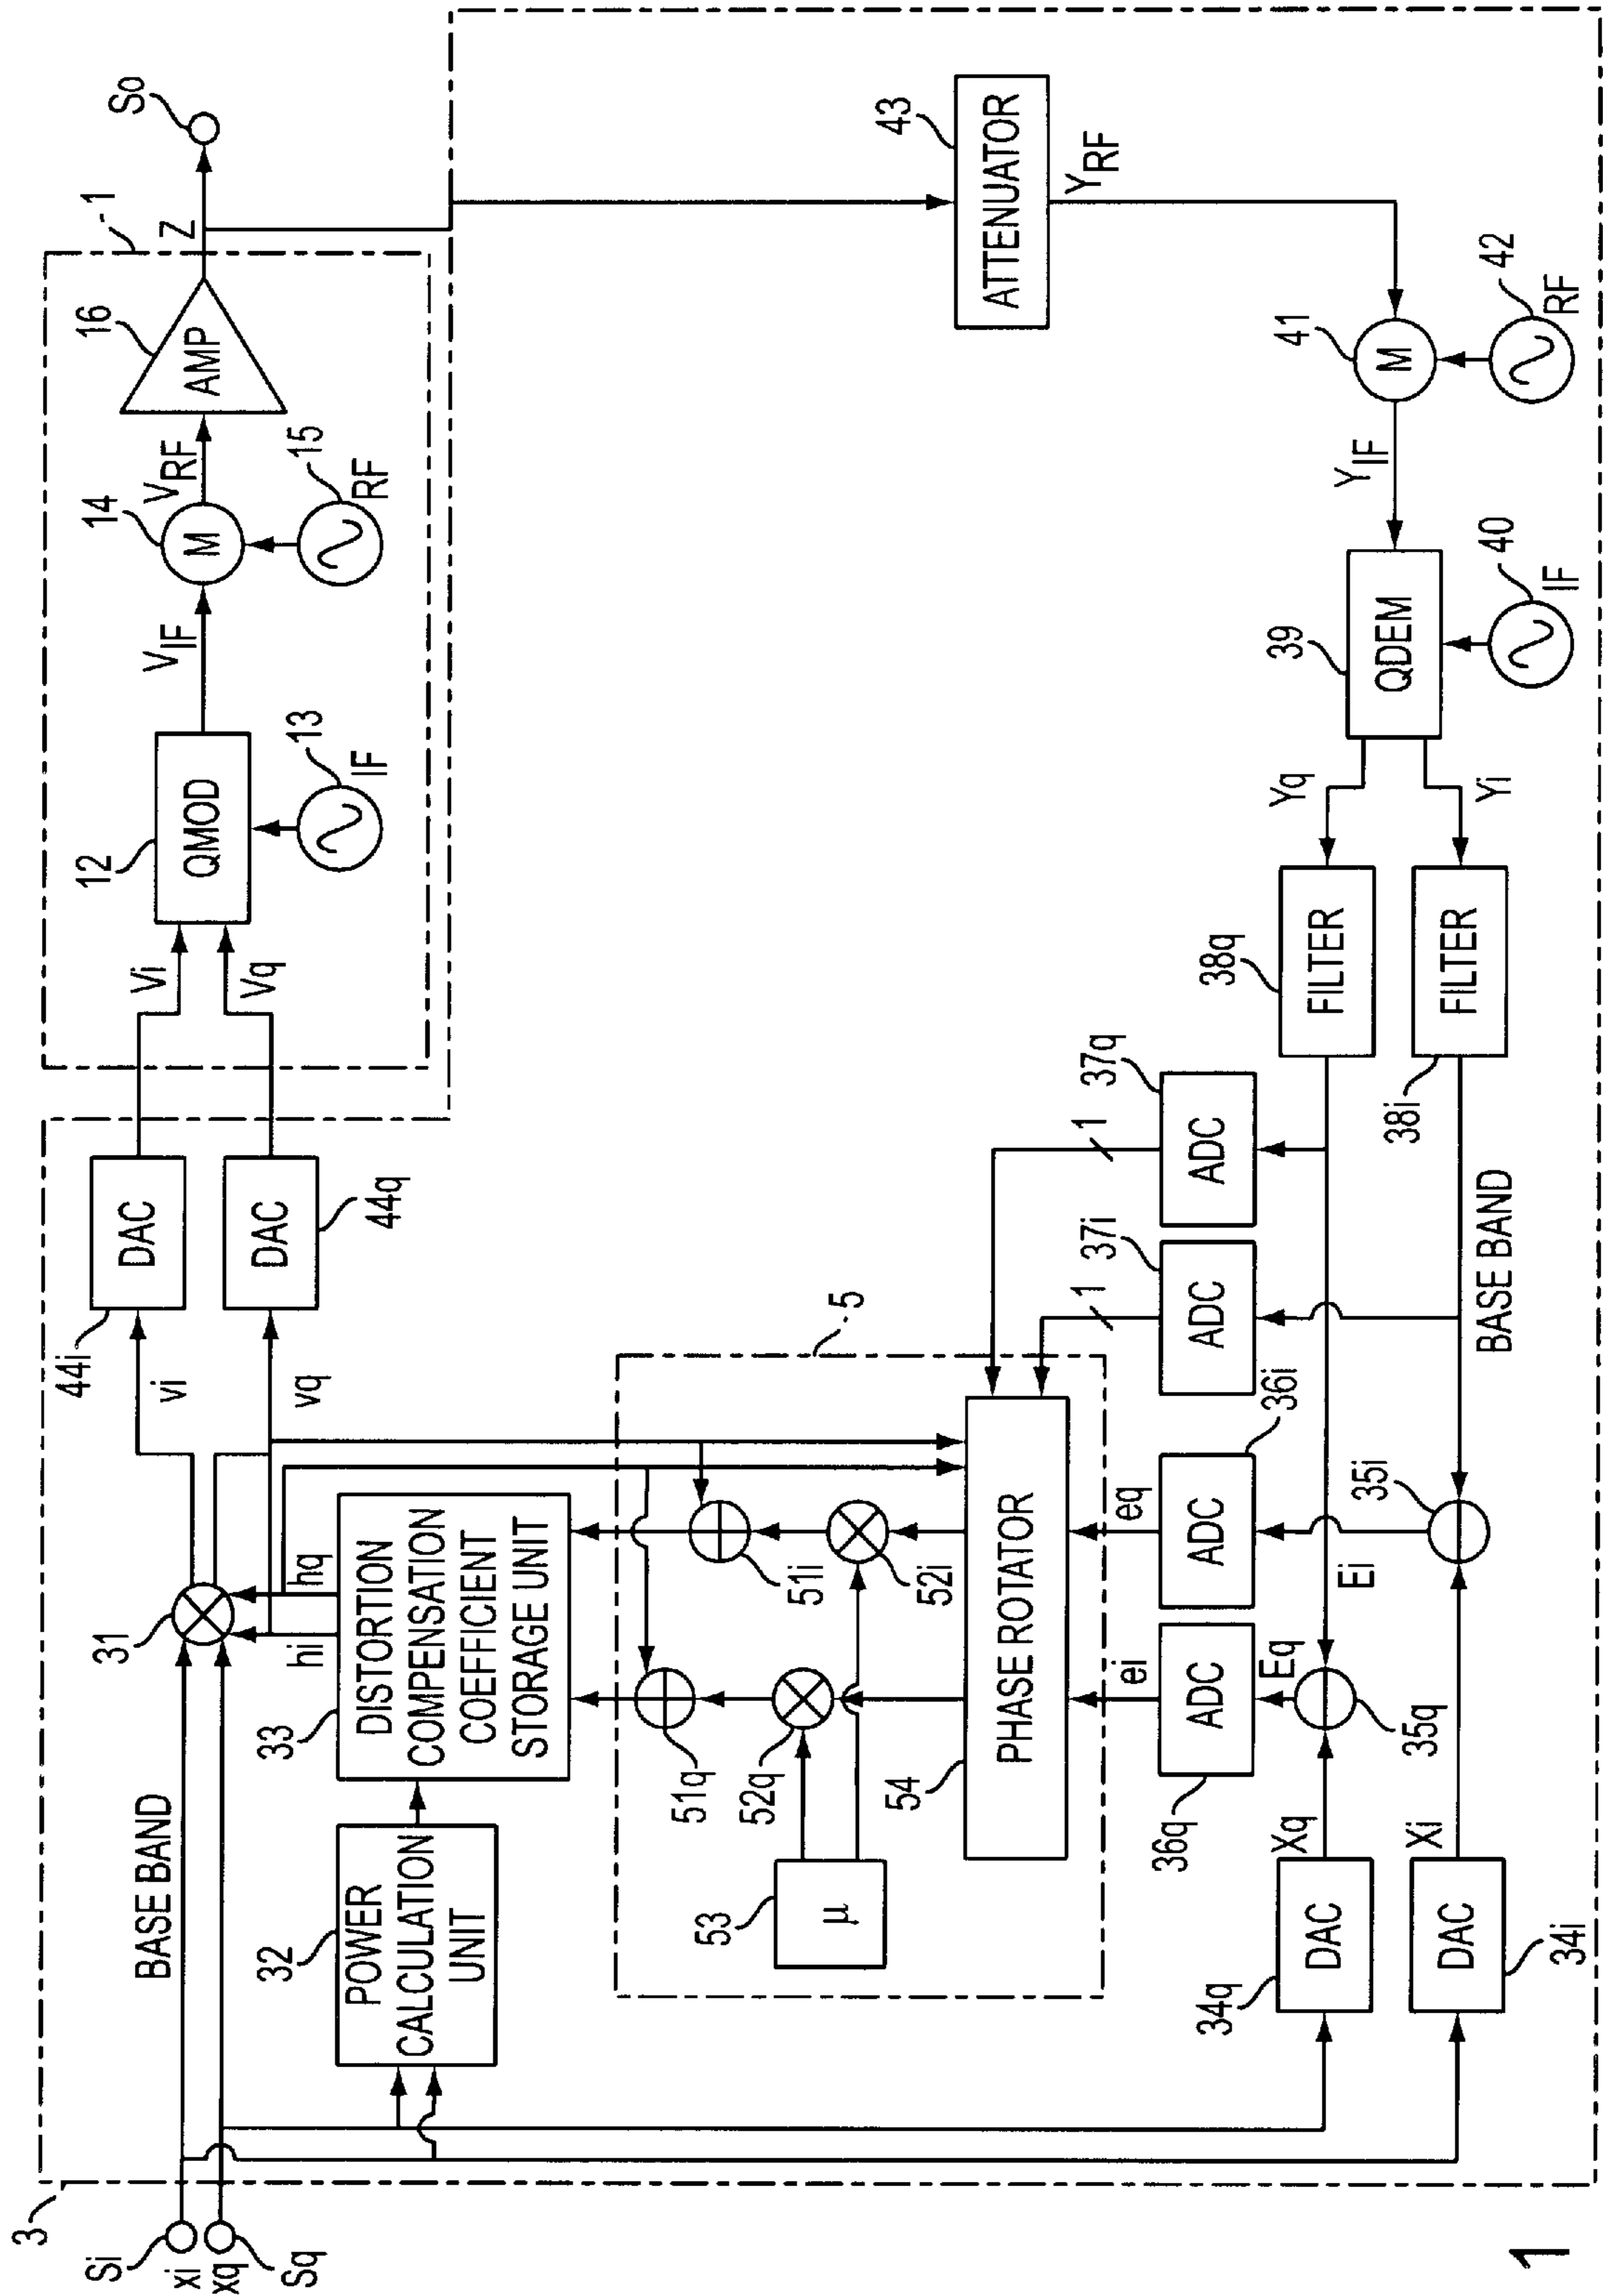 3
Si
xi
xq
Sq
BASE BAND
31
hi
hq
vi
vq
44i
DAC
DAC
44q
Vi
Vq
12
QMOD
13
IF
VIF
14
M
VRF
15
RF
16
AMP
1
Z
So
32
POWER
CALCULATION
UNIT
33
DISTORTION
COMPENSATION
COEFFICIENT
STORAGE UNIT
5
51q
51i
52q
52i
53
μ
54
PHASE ROTATOR
ei
eq
36q
ADC
ADC
36i
37i
ADC
1
37q
ADC
1
Eq
Ei
35q
35i
34q
DAC
Xq
DAC
34i
Xi
BASE BAND
38q
FILTER
FILTER
38i
Yq
Yi
39
QDEM
40
IF
YIF
41
M
42
RF
43
ATTENUATOR
YRF
1